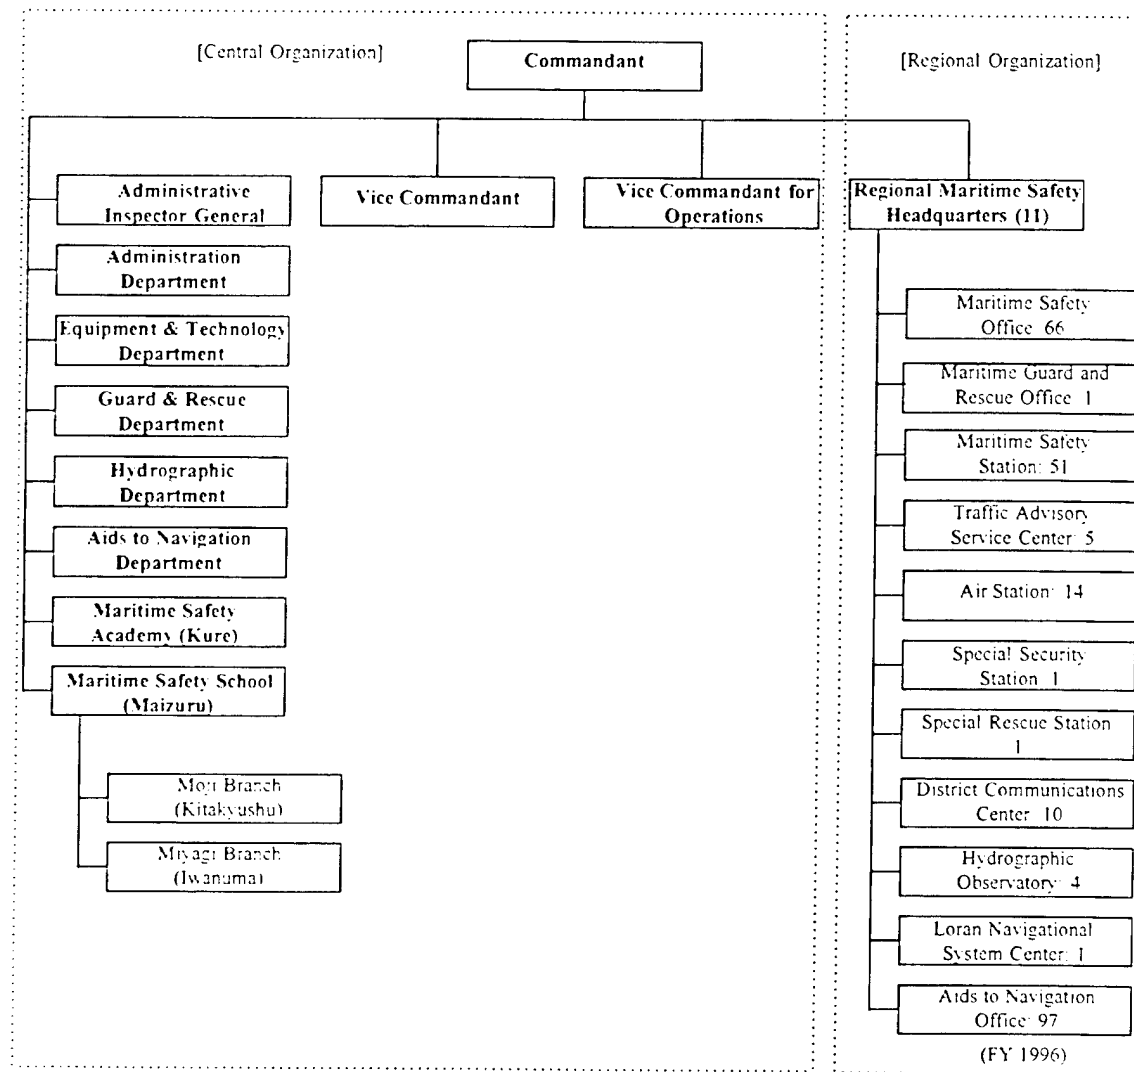 [Central Organization]
Commandant
[Regional Organization]
Administrative
Inspector General
Vice Commandant
Vice Commandant for
Operations
Regional Maritime Safety
Headquarters (11)
Administration
Department
Equipment & Technology
Department
Guard & Rescue
Department
Hydrographic
Department
Aids to Navigation
Department
Maritime Safety
Academy (Kure)
Maritime Safety School
(Maizuru)
Moji Branch
(Kitakyushu)
Miyagi Branch
(Iwanuma)
Maritime Safety
Office: 66
Maritime Guard and
Rescue Office: 1
Maritime Safety
Station: 51
Traffic Advisory
Service Center: 5
Air Station: 14
Special Security
Station: 1
Special Rescue Station
1
District Communications
Center: 10
Hydrographic
Observatory: 4
Loran Navigational
System Center: 1
Aids to Navigation
Office: 97
(FY 1996)